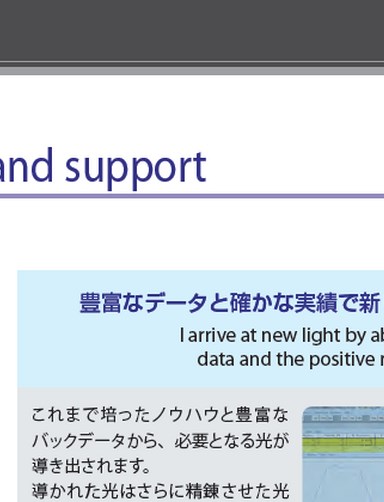 and support
豊富なデータと確かな実績で新
I arrive at new light by
data and the positive
これまで培ったノウハウと豊富な
バックデータから、必要となる光が
導き出されます。
導かれた光はさらに精錬させた光